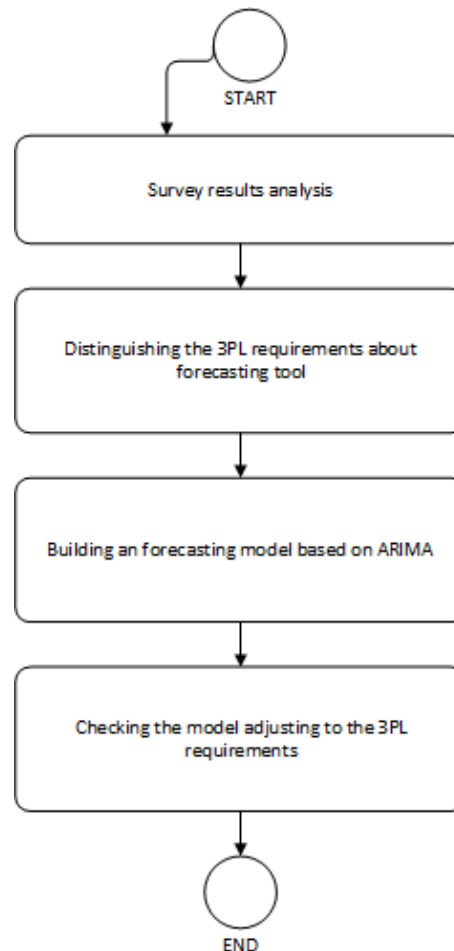 START
Survey results analysis
Distinguishing the 3PL requirements about
forecasting tool
Building an forecasting model based on ARIMA
Checking the model adjusting to the 3PL
requirements
END